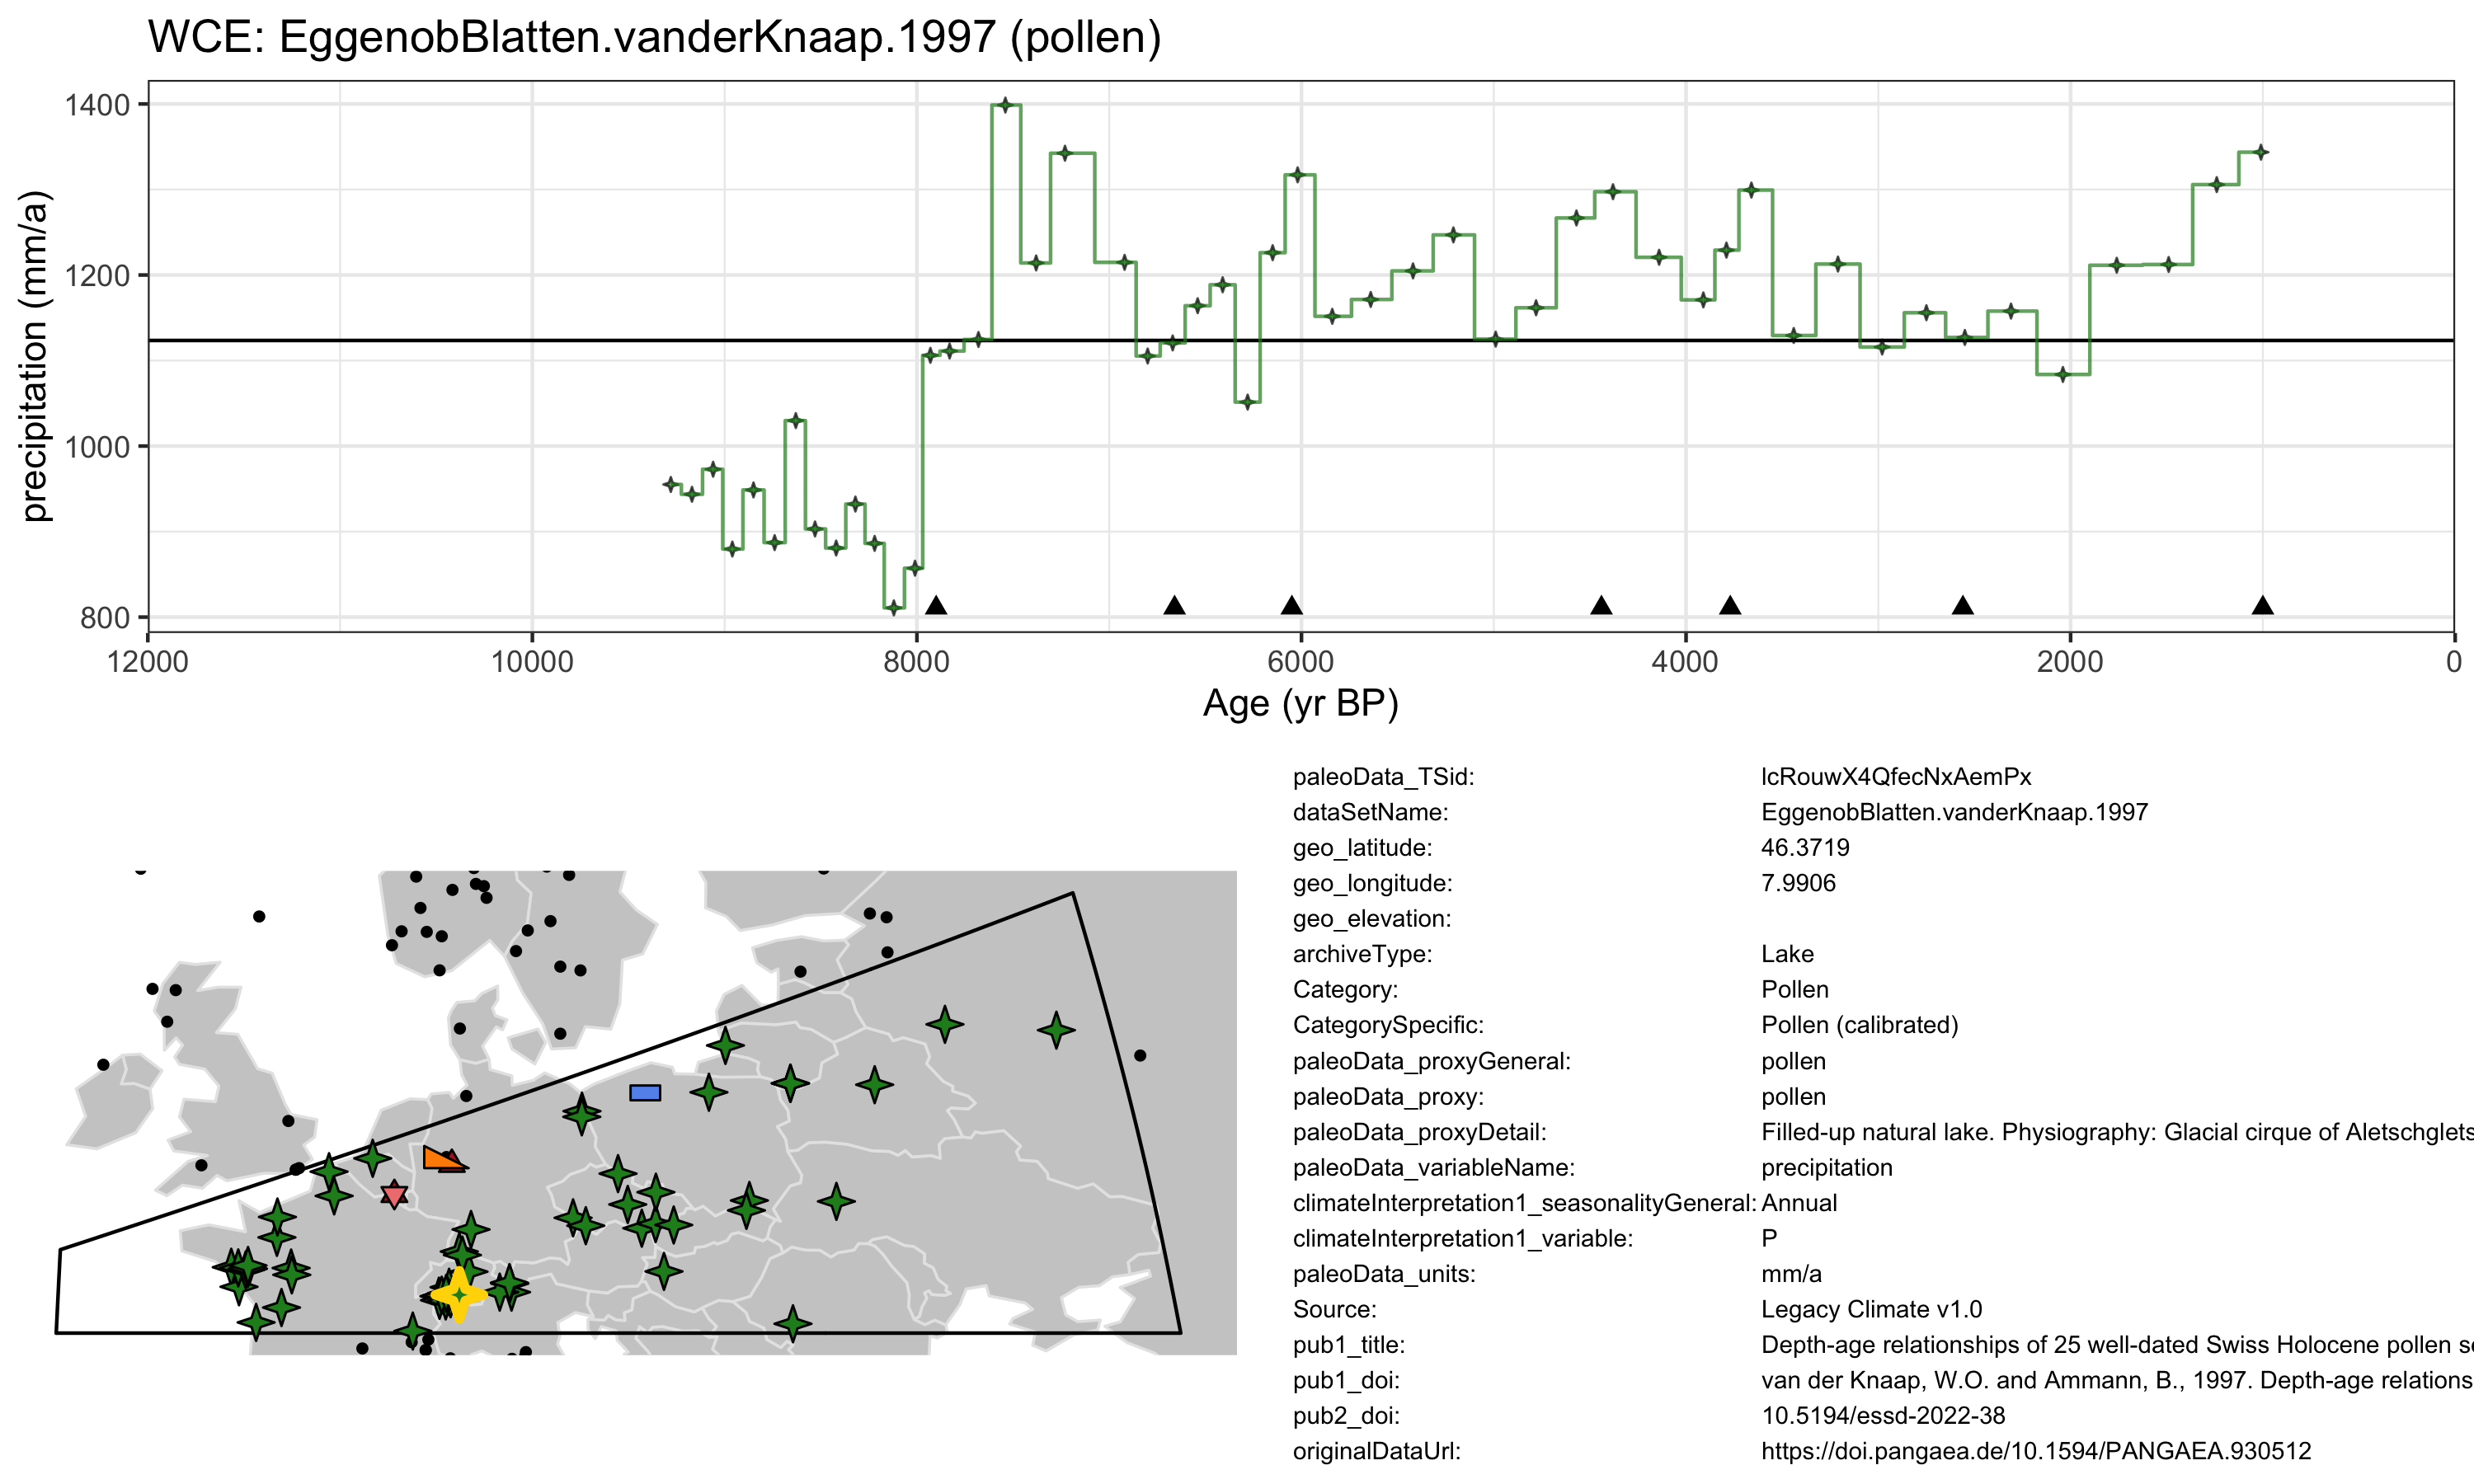 WCE: EggenobBlatten.vanderKnaap.1997 (pollen)
precipitation (mm/a)
1400
1200
1000
800
12000 10000 8000 6000 4000 2000 0
Age (yr BP)
paleoData_TSid: lcRouwX4QfecNxAemPx
dataSetName: EggenobBlatten.vanderKnaap.1997
geo_latitude: 46.3719
geo_longitude: 7.9906
geo_elevation:
archiveType: Lake
Category: Pollen
CategorySpecific: Pollen (calibrated)
paleoData_proxyGeneral: pollen
paleoData_proxy: pollen
paleoData_proxyDetail: Filled-up natural lake. Physiography: Glacial cirque of Aletschglets
paleoData_variableName: precipitation
climateInterpretation1_seasonalityGeneral: Annual
climateInterpretation1_variable: P
paleoData_units: mm/a
Source: Legacy Climate v1.0
pub1_title: Depth-age relationships of 25 well-dated Swiss Holocene pollen se
pub1_doi: van der Knaap, W.O. and Ammann, B., 1997. Depth-age relations
pub2_doi: 10.5194/essd-2022-38
originalDataUrl: https://doi.pangaea.de/10.1594/PANGAEA.930512